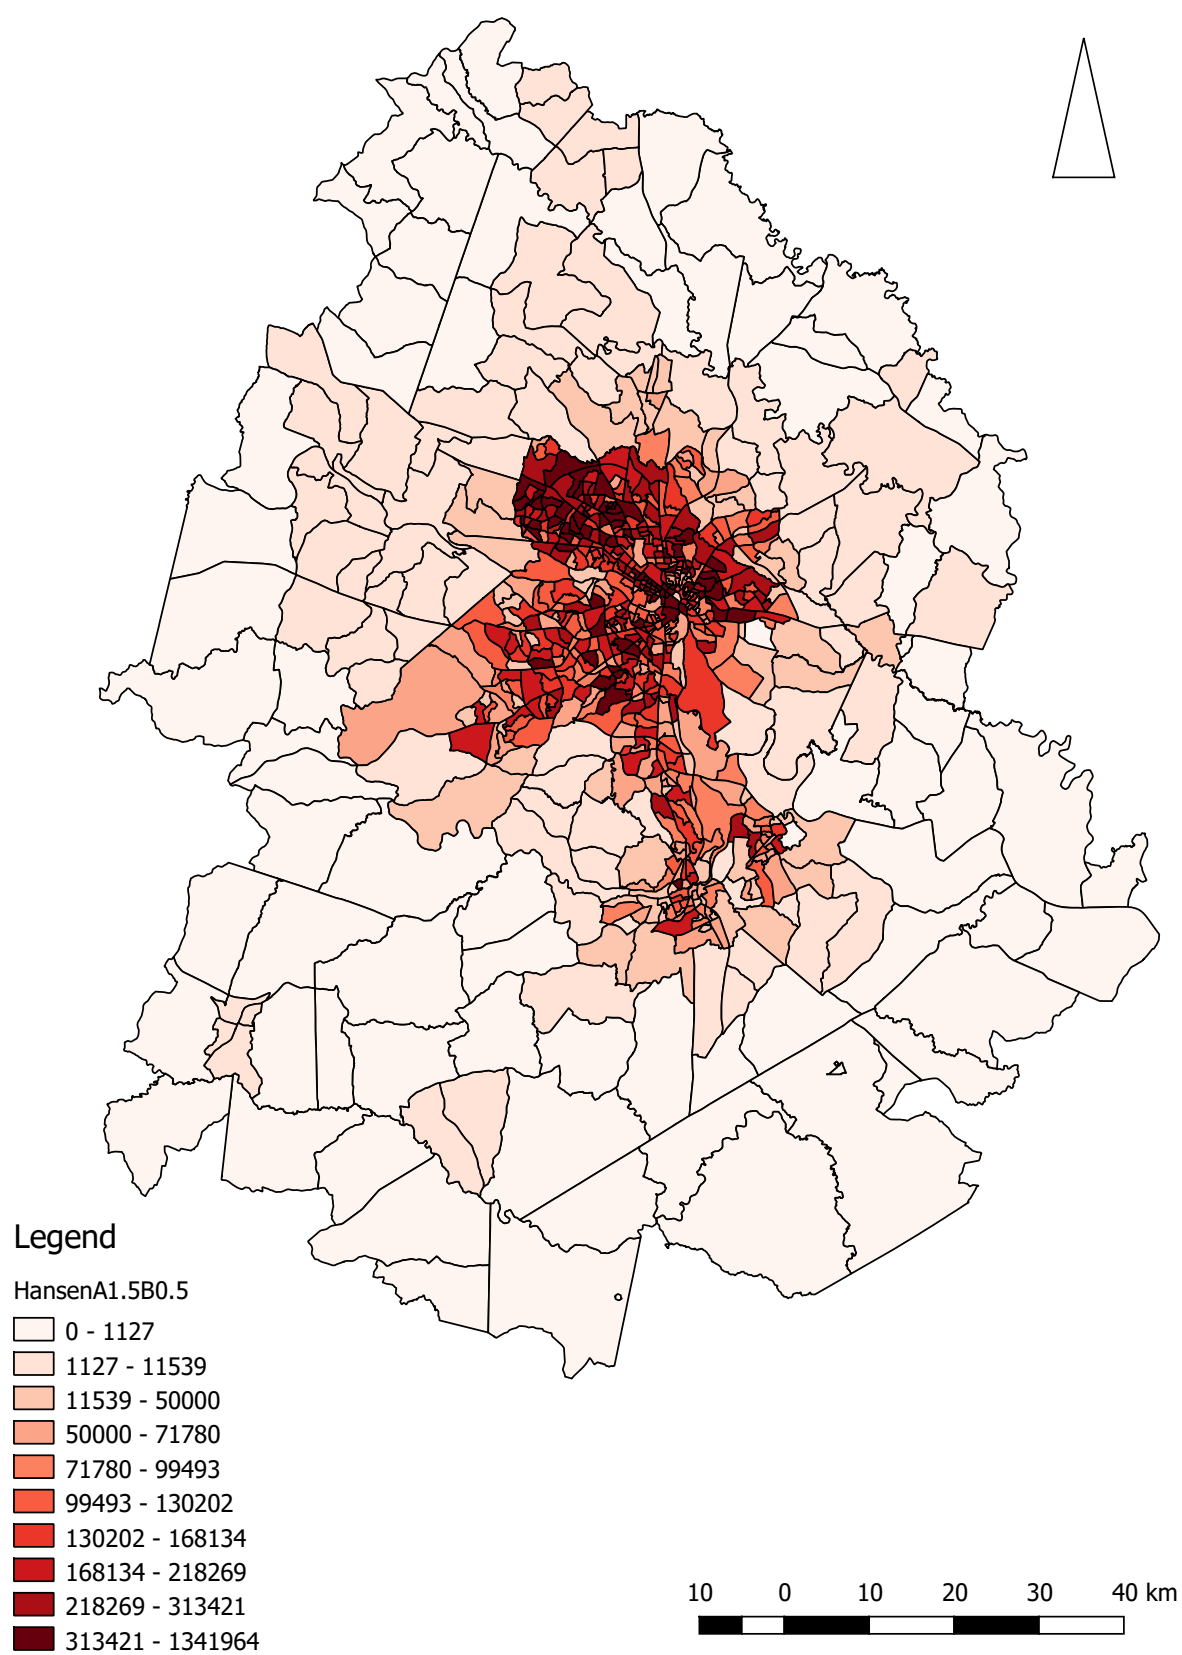 Legend
HansenA1.5B0.5
0 - 1127
1127 - 11539
11539 - 50000
50000 - 71780
71780 - 99493
99493 - 130202
130202 - 168134
168134 - 218269
218269 - 313421
313421 - 1341964
10 0 10 20 30 40 km